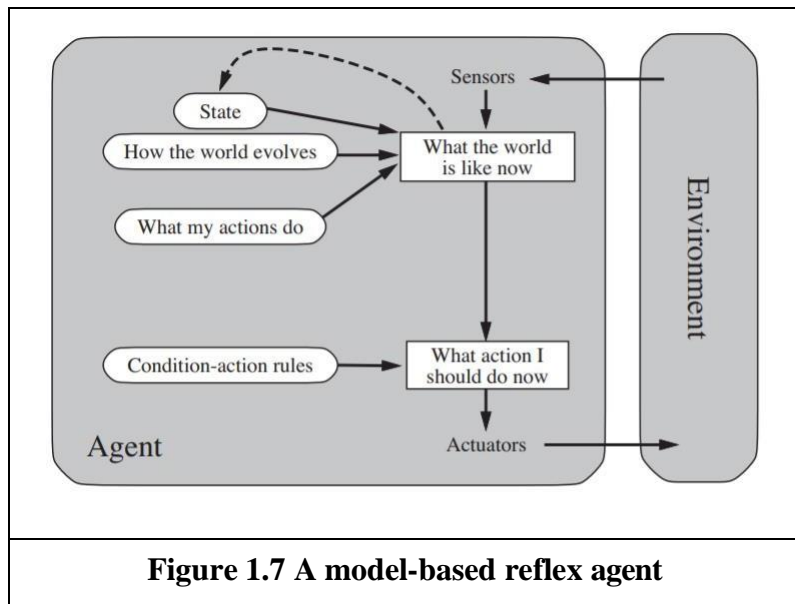 Sensors
State
How the world evolves
What the world
is like now
What my actions do
Environment
Condition-action rules
What action I
should do now
Agent
Actuators
Figure 1.7 A model-based reflex agent